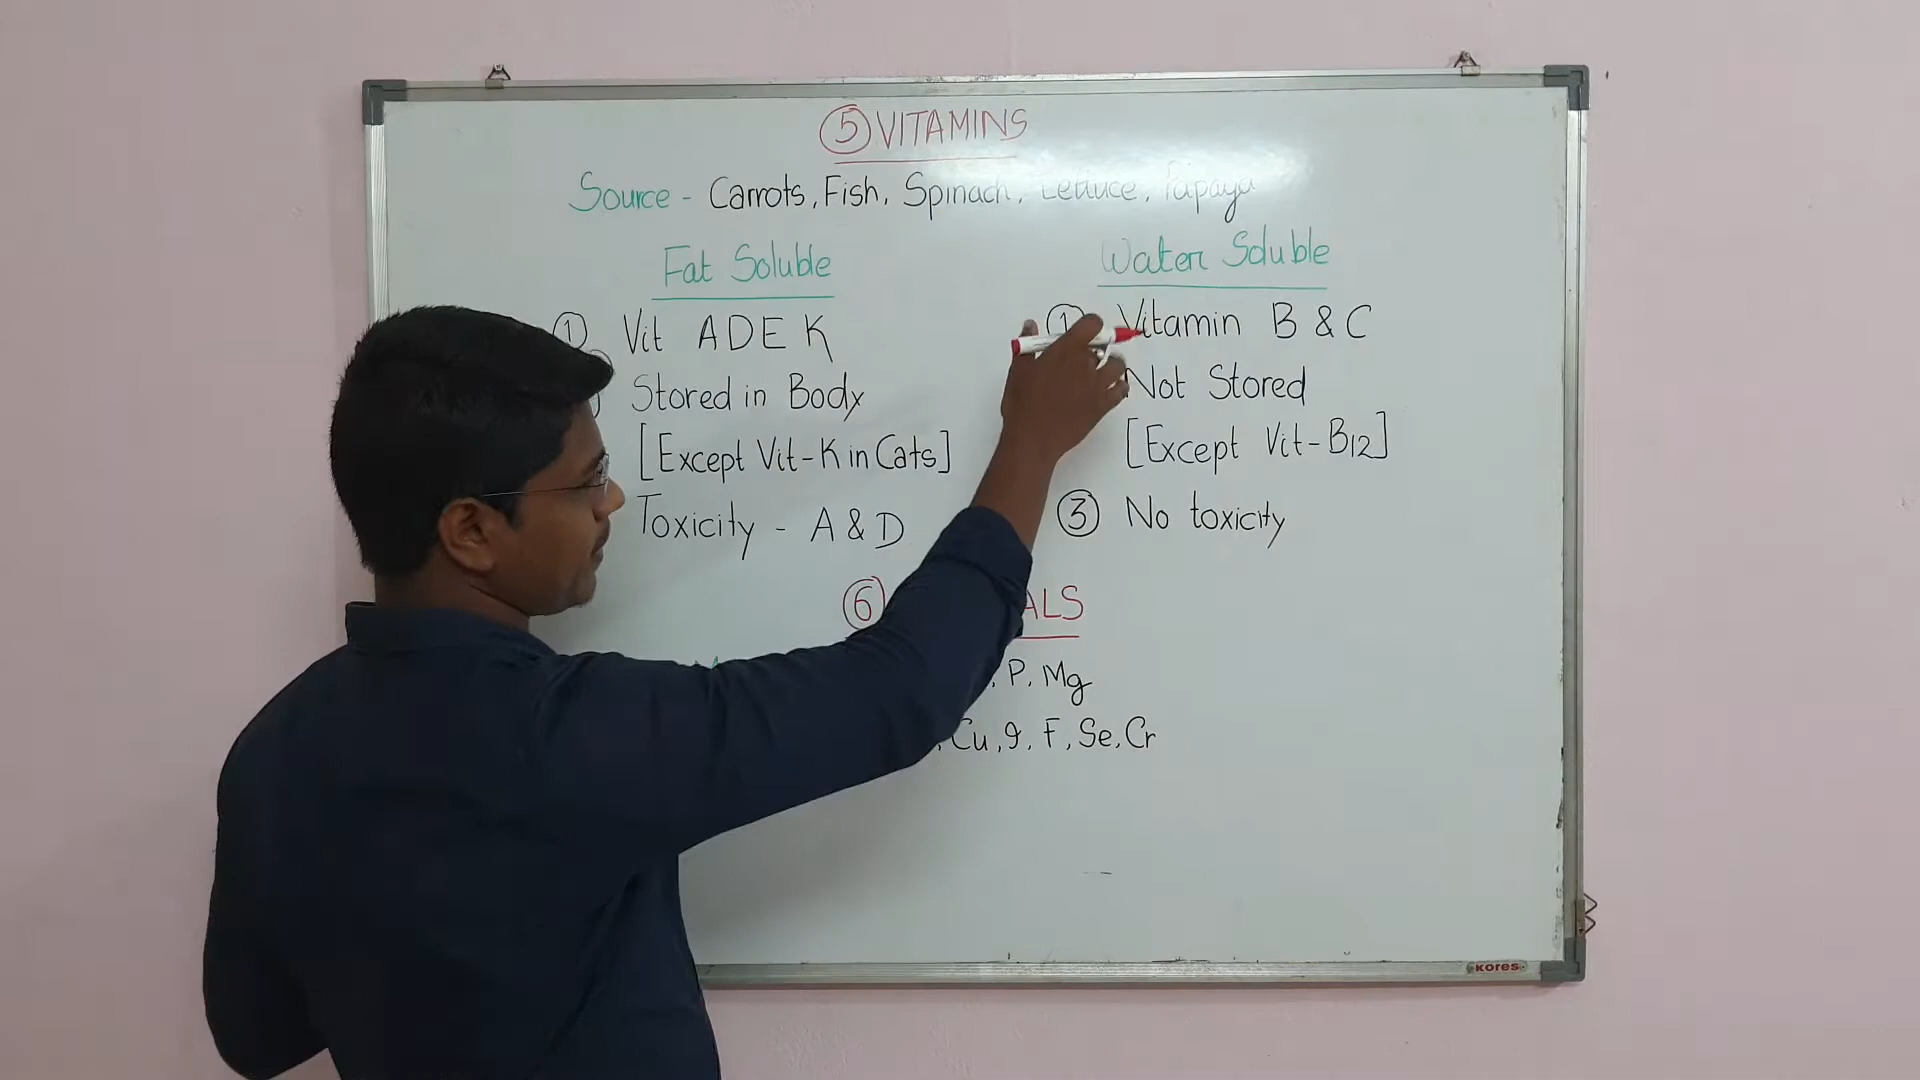 ⑤ VITAMINS
Source - Carrots, Fish, Spinach, Lettuce, Papaya
Fat Soluble
① Vit A D E K
Stored in Body
[Except Vit-K in Cats]
Toxicity - A & D
Water Soluble
① Vitamin B & C
Not Stored
[Except Vit-B12]
③ No toxicity
⑥ ALS
P, Mg
Cu, I, F, Se, Cr
KORES